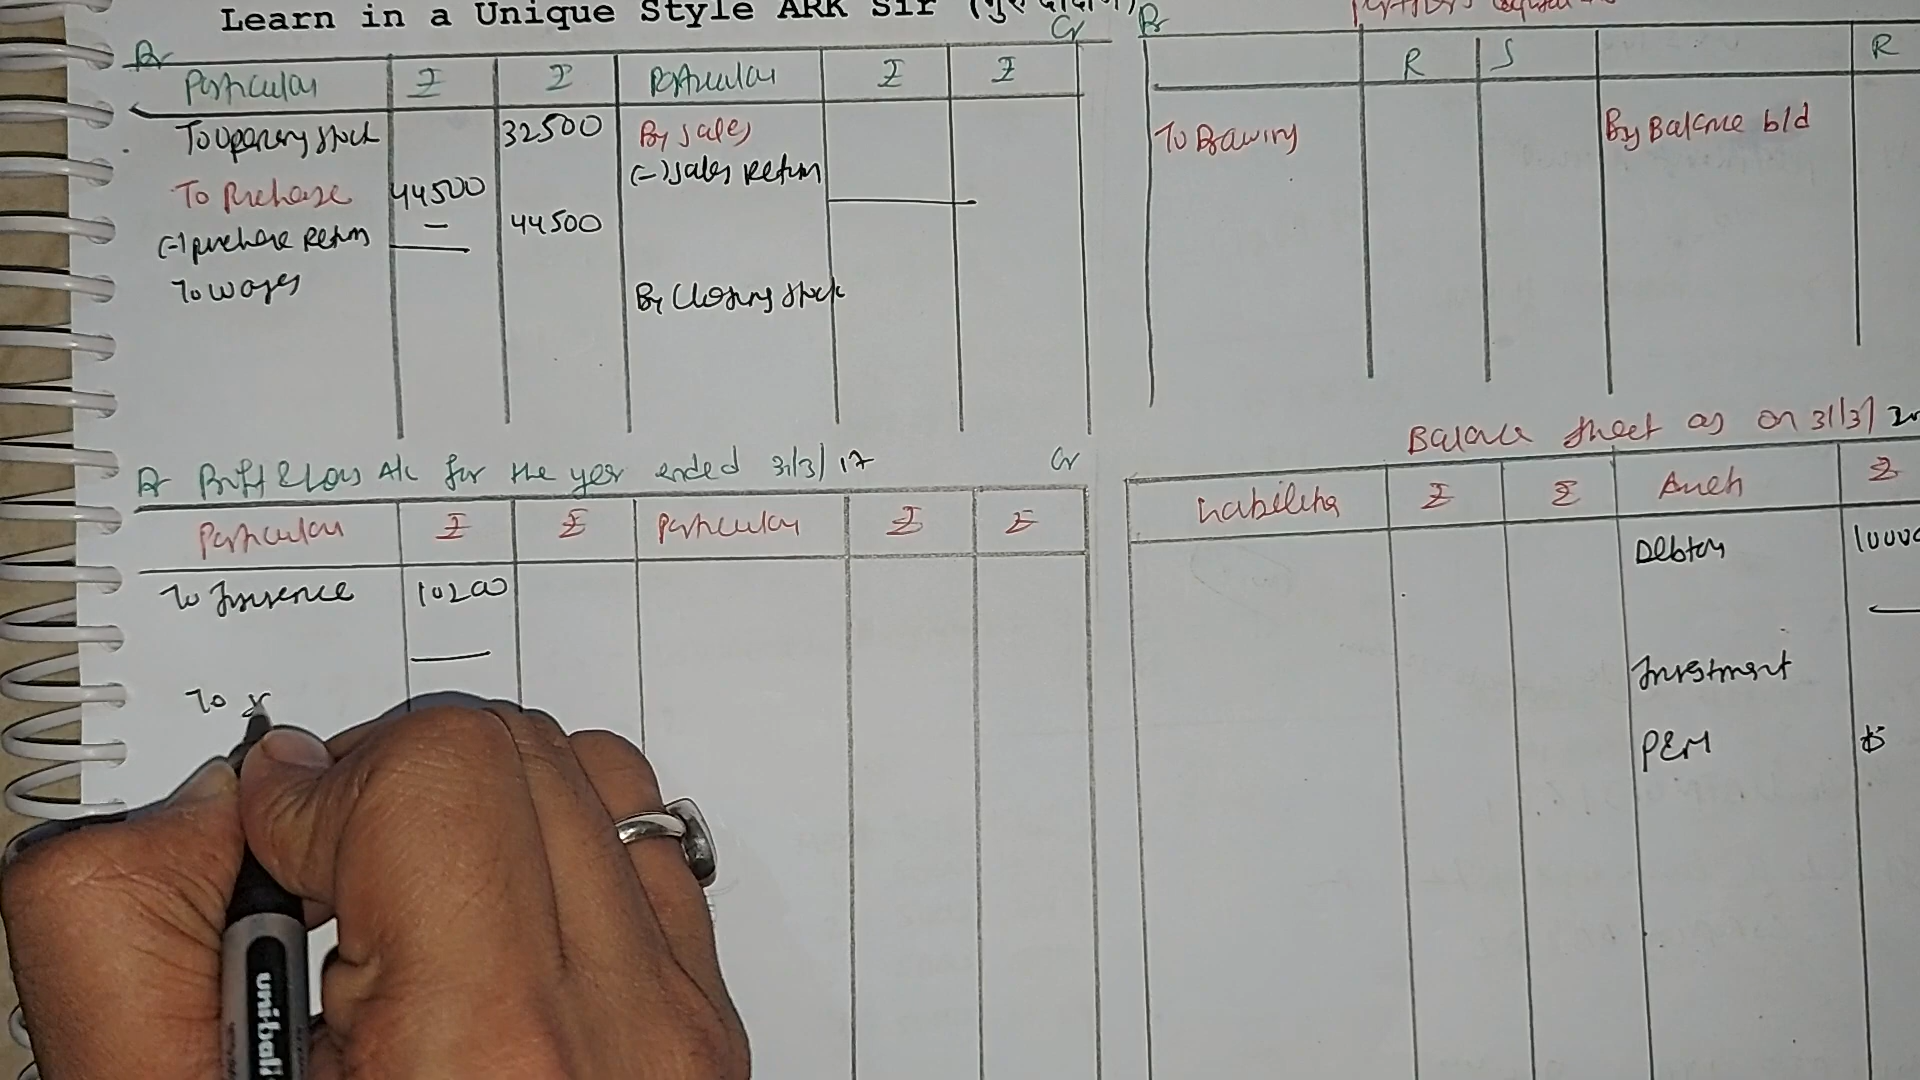 Learn in a Unique Style ARK Sir (गुरु
Dr Cr
Particular ₹ ₹ Particular ₹ ₹
To Opening stock 32500 By sales
(-) sales return
To Purchase 44500
(-) purchase return — 44500
To wages
By Closing stock
Dr
R S R
To Drawing By Balance b/d
Dr Profit & Loss A/c for the year ended 31/3/17 Cr
Particular ₹ ₹ Particular ₹ ₹
To Insurence 10200
To
Balance sheet as on 31/3/
Liabilities ₹ ₹ Assets ₹
Debtors
Investment
P&M
uni-ball